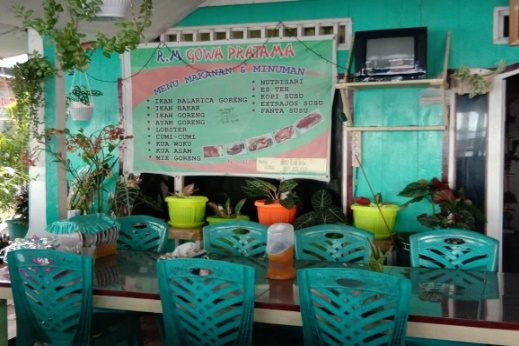 R.M GOWA PRATAMA
MENU MAKANAN & MINUMAN
• IKAN BALARICA GORENG
• IKAN BAKAR
• IKAN GORENG
• AYAM GORENG
• LOBSTER
• CUMI-CUMI
• KUA WOKU
• KUA ASAM
• MIE GORENG
• NUTRISARI
• ES TEH
• KOPI SUSU
• EXTRAJOS SUSU
• FANTA SUSU